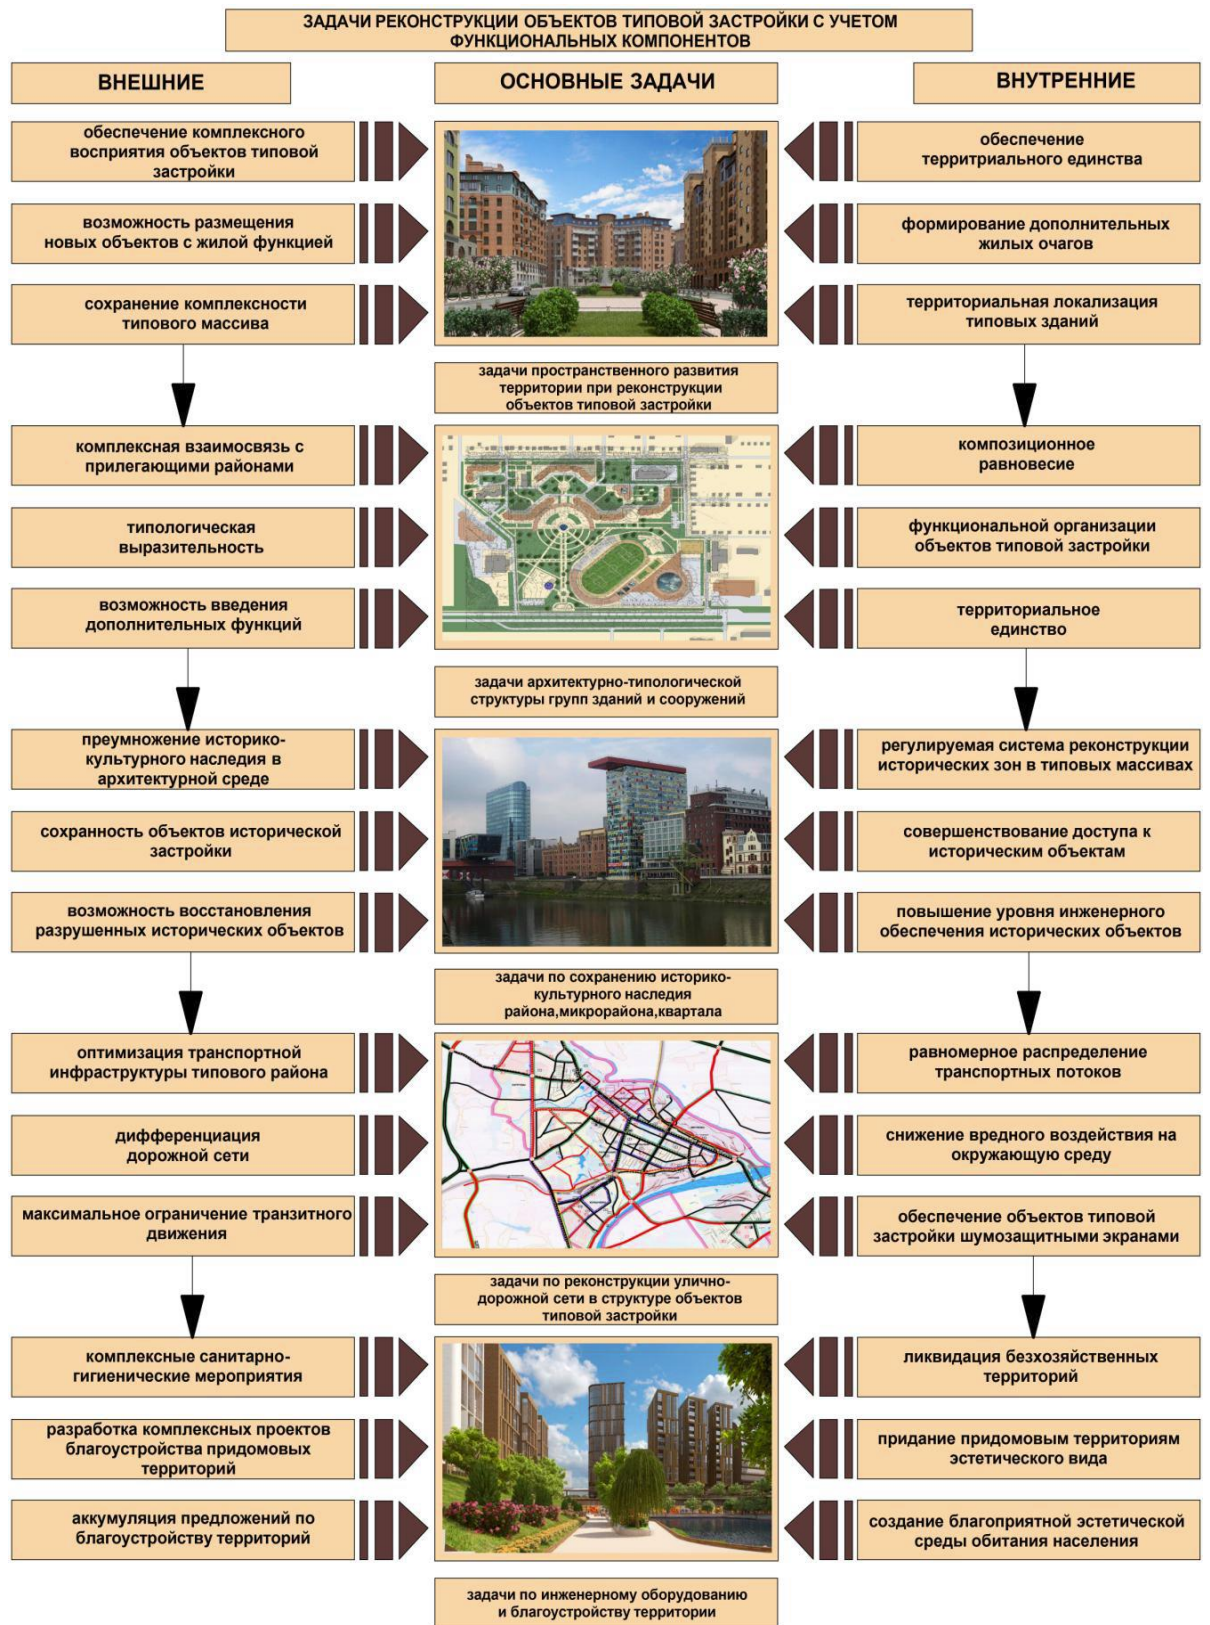 ЗАДАЧИ РЕКОНСТРУКЦИИ ОБЪЕКТОВ ТИПОВОЙ ЗАСТРОЙКИ С УЧЕТОМ
ФУНКЦИОНАЛЬНЫХ КОМПОНЕНТОВ
ВНЕШНИЕ
ОСНОВНЫЕ ЗАДАЧИ
ВНУТРЕННИЕ
обеспечение комплексного
восприятия объектов типовой
застройки
обеспечение
территриального единства
возможность размещения
новых объектов с жилой функцией
формирование дополнительных
жилых очагов
сохранение комплексности
типового массива
территориальная локализация
типовых зданий
задачи пространственного развития
территории при реконструкции
объектов типовой застройки
комплексная взаимосвязь с
прилегающими районами
композиционное
равновесие
типологическая
выразительность
функциональной организации
объектов типовой застройки
возможность введения
дополнительных функций
территориальное
единство
задачи архитектурно-типологической
структуры групп зданий и сооружений
преумножение историко-
культурного наследия в
архитектурной среде
регулируемая система реконструкции
исторических зон в типовых массивах
сохранность объектов исторической
застройки
совершенствование доступа к
историческим объектам
возможность восстановления
разрушенных исторических объектов
повышение уровня инженерного
обеспечения исторических объектов
задачи по сохранению историко-
культурного наследия
района,микрорайона,квартала
оптимизация транспортной
инфраструктуры типового района
равномерное распределение
транспортных потоков
дифференциация
дорожной сети
снижение вредного воздействия на
окружающую среду
максимальное ограничение транзитного
движения
обеспечение объектов типовой
застройки шумозащитными экранами
задачи по реконструкции улично-
дорожной сети в структуре объектов
типовой застройки
комплексные санитарно-
гигиенические мероприятия
ликвидация безхозяйственных
территорий
разработка комплексных проектов
благоустройства придомовых
территорий
придание придомовым территориям
эстетического вида
аккумуляция предложений по
благоустройству территорий
создание благоприятной эстетической
среды обитания населения
задачи по инженерному оборудованию
и благоустройству территории